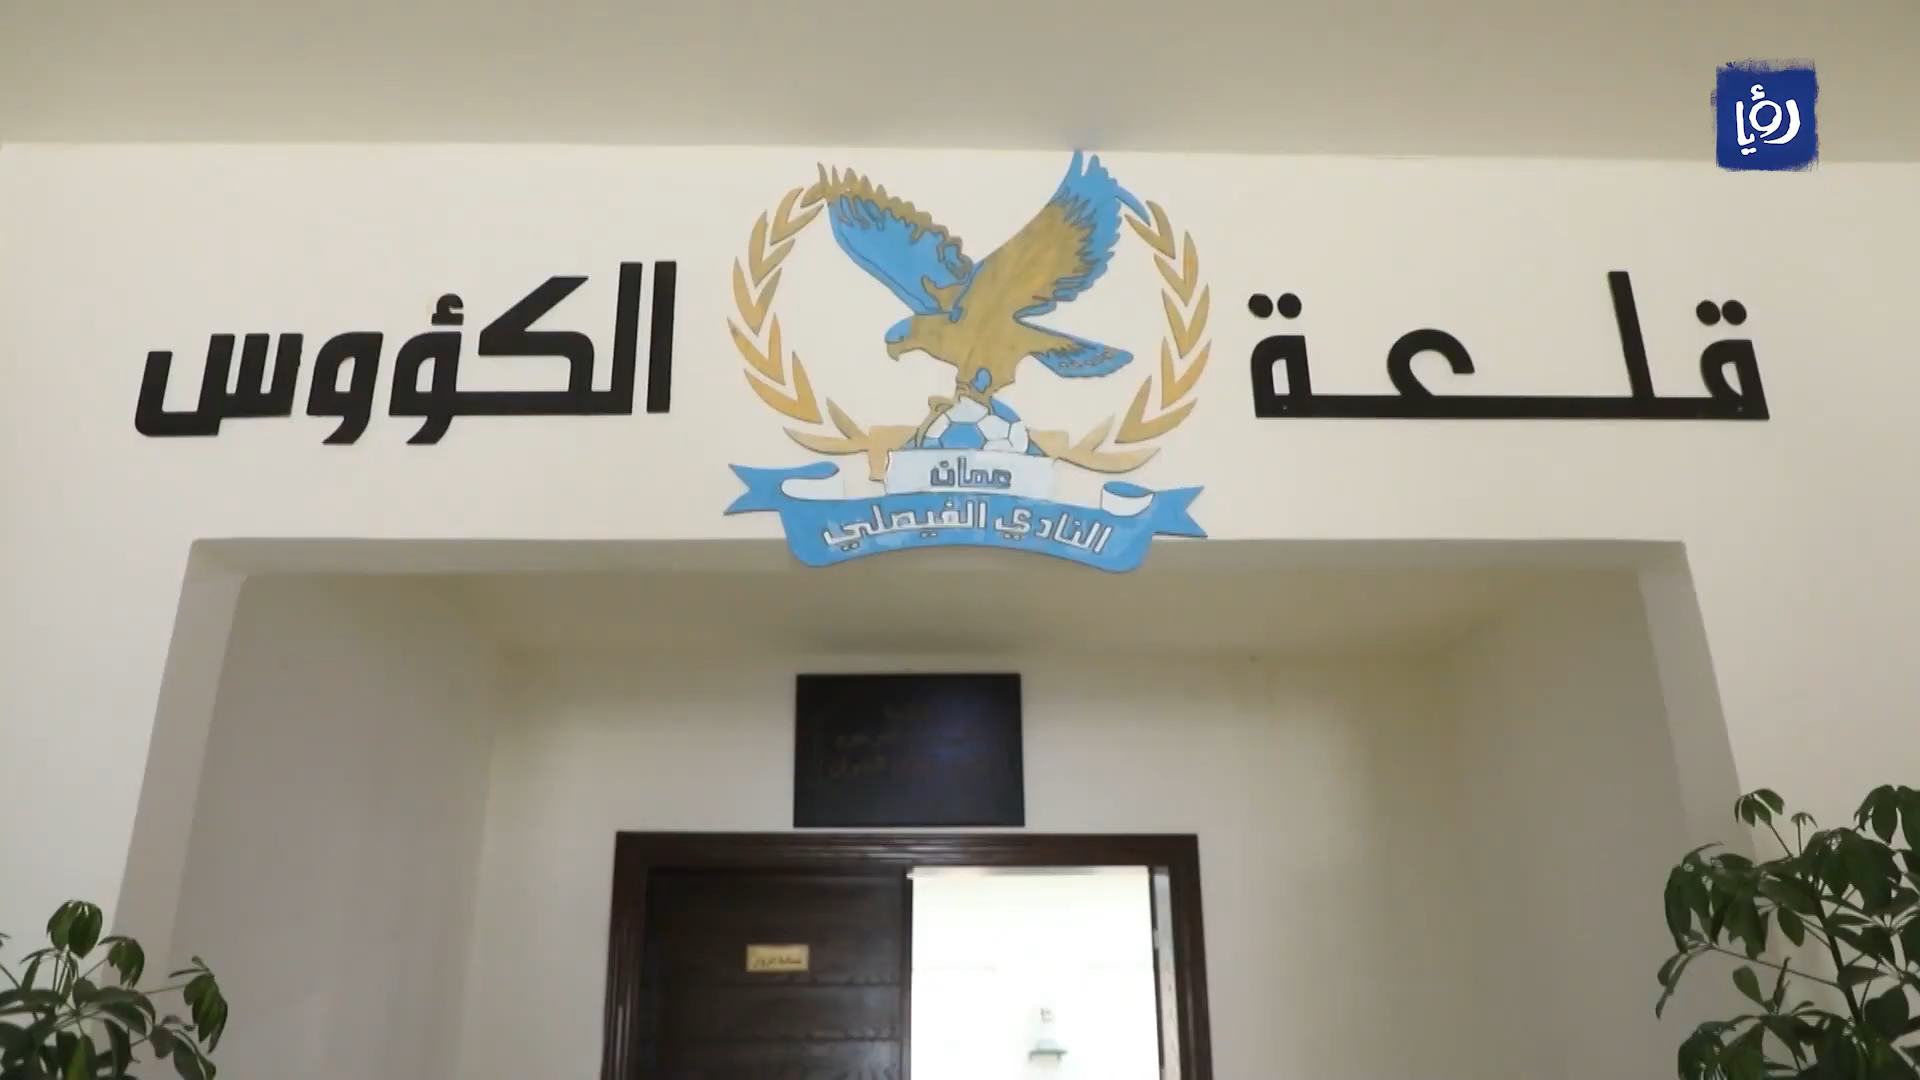 رؤيا
قلعة الكؤوس
عمان
النادي الفيصلي